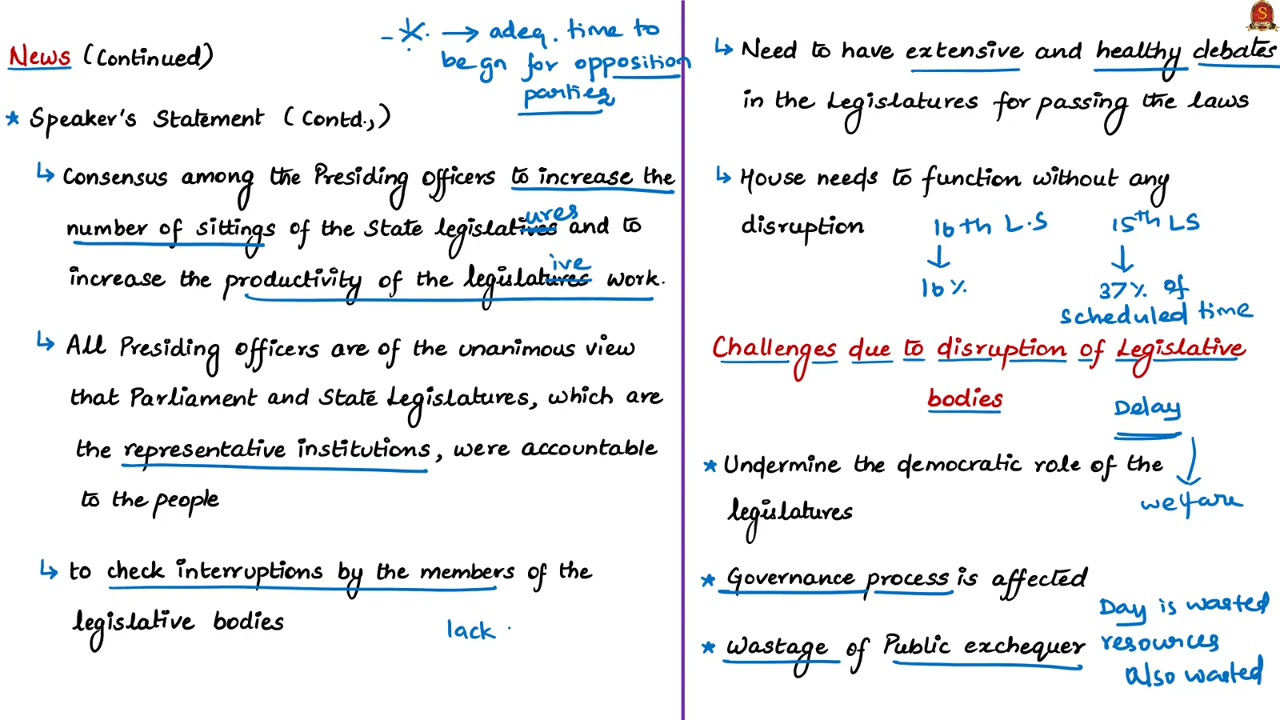 News (Continued)
-*· → adeq. time to
be gn for opposition
parties
* Speaker's Statement (Contd.,)
↳ Consensus among the Presiding officers to increase the
number of sittings of the State legislatives ures and to
increase the productivity of the legislatures ive work.
↳ All Presiding officers are of the unanimous view
that Parliament and State Legislatures, which are
the representative institutions, were accountable
to the people
↳ to check interruptions by the members of the
legislative bodies
lack
↳ Need to have extensive and healthy debates
in the Legislatures for passing the laws
↳ House needs to function without any
disruption
16th L.S 15th LS
↓ ↓
16% 37% of
scheduled time
Challenges due to disruption of Legislative
bodies
Delay
* Undermine the democratic role of the
legislatures
welfare
* Governance process is affected
* Wastage of Public exchequer
Day is wasted
resources
also wasted